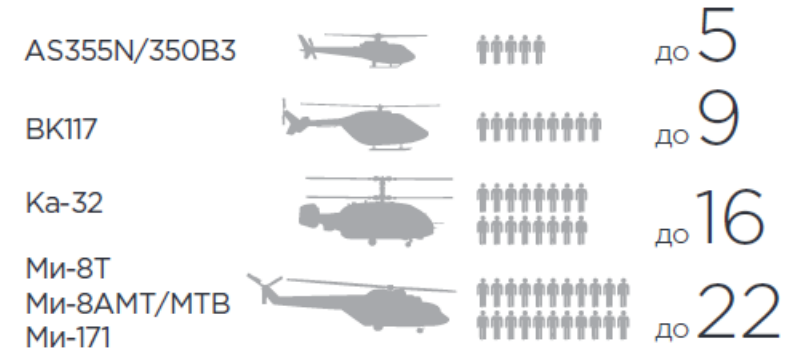 AS355N/350B3
до 5
BK117
до 9
Ка-32
до 16
Ми-8Т
Ми-8АМТ/МТВ
Ми-171
до 22